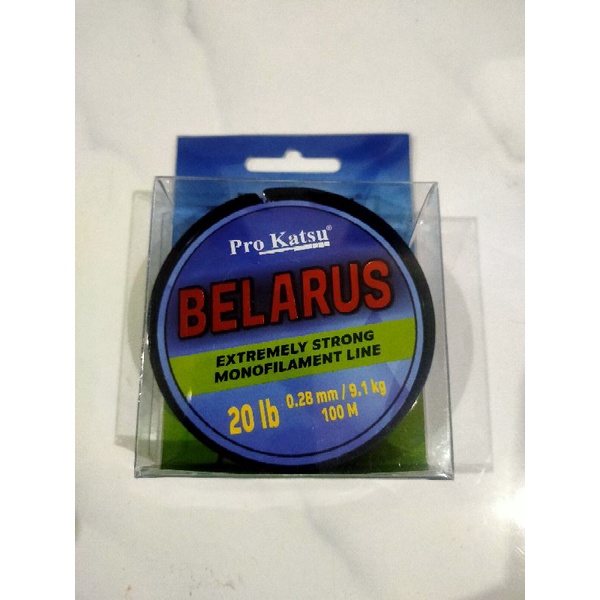 Pro Katsu®
BELARUS
EXTREMELY STRONG
MONOFILAMENT LINE
20 lb
0.28 mm / 9.1 kg
100 M